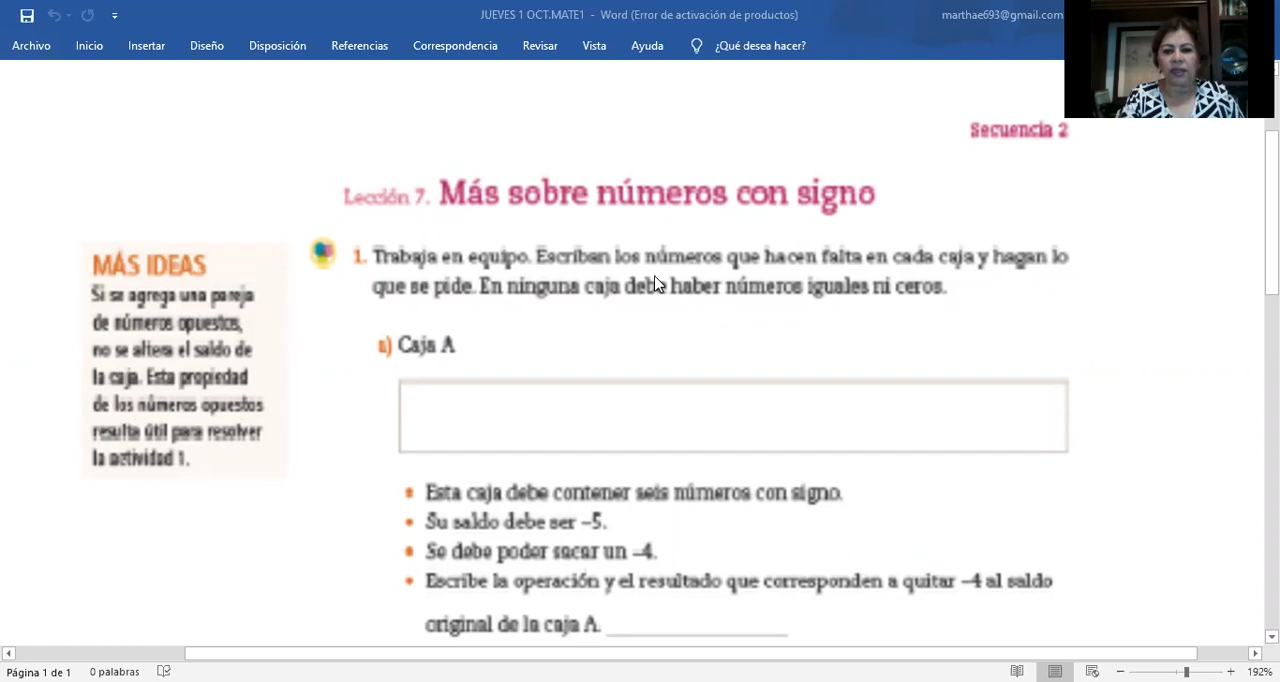 JUEVES 1 OCT.MATE1 - Word (Error de activación de productos)
marthae693@gmail.com
Archivo Inicio Insertar Diseño Disposición Referencias Correspondencia Revisar Vista Ayuda ¿Qué desea hacer?
Secuencia 2
Lección 7. Más sobre números con signo
MÁS IDEAS
Si se agrega una pareja
de números opuestos,
no se altera el saldo de
la caja. Esta propiedad
de los números opuestos
resulta útil para resolver
la actividad 1.
1. Trabaja en equipo. Escriban los números que hacen falta en cada caja y hagan lo
que se pide. En ninguna caja debe haber números iguales ni ceros.
a) Caja A
• Esta caja debe contener seis números con signo.
• Su saldo debe ser –5.
• Se debe poder sacar un –4.
• Escribe la operación y el resultado que corresponden a quitar –4 al saldo
original de la caja A.
Página 1 de 1 0 palabras 192%